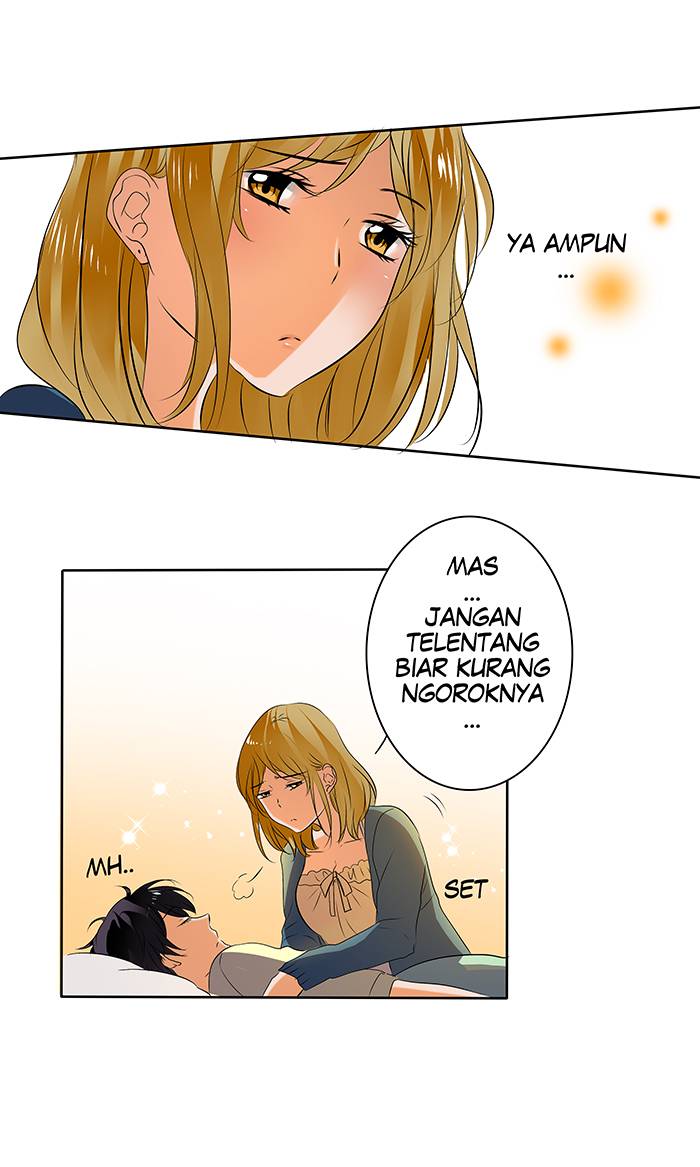 YA AMPUN
...
MAS
...
JANGAN
TELENTANG
BIAR KURANG
NGOROKNYA
...
MH..
SET